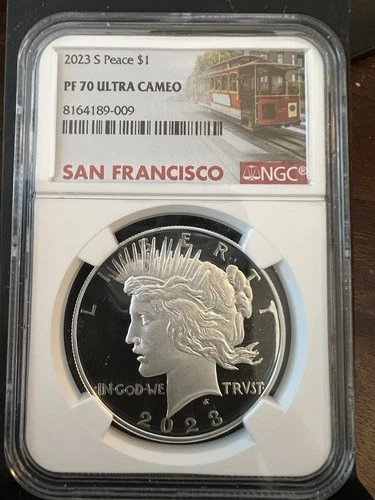 2023 S Peace $1
PF 70 ULTRA CAMEO
8164189-009
SAN FRANCISCO NGC®
LIBERTY
IN·GOD·WE TRVST
2023